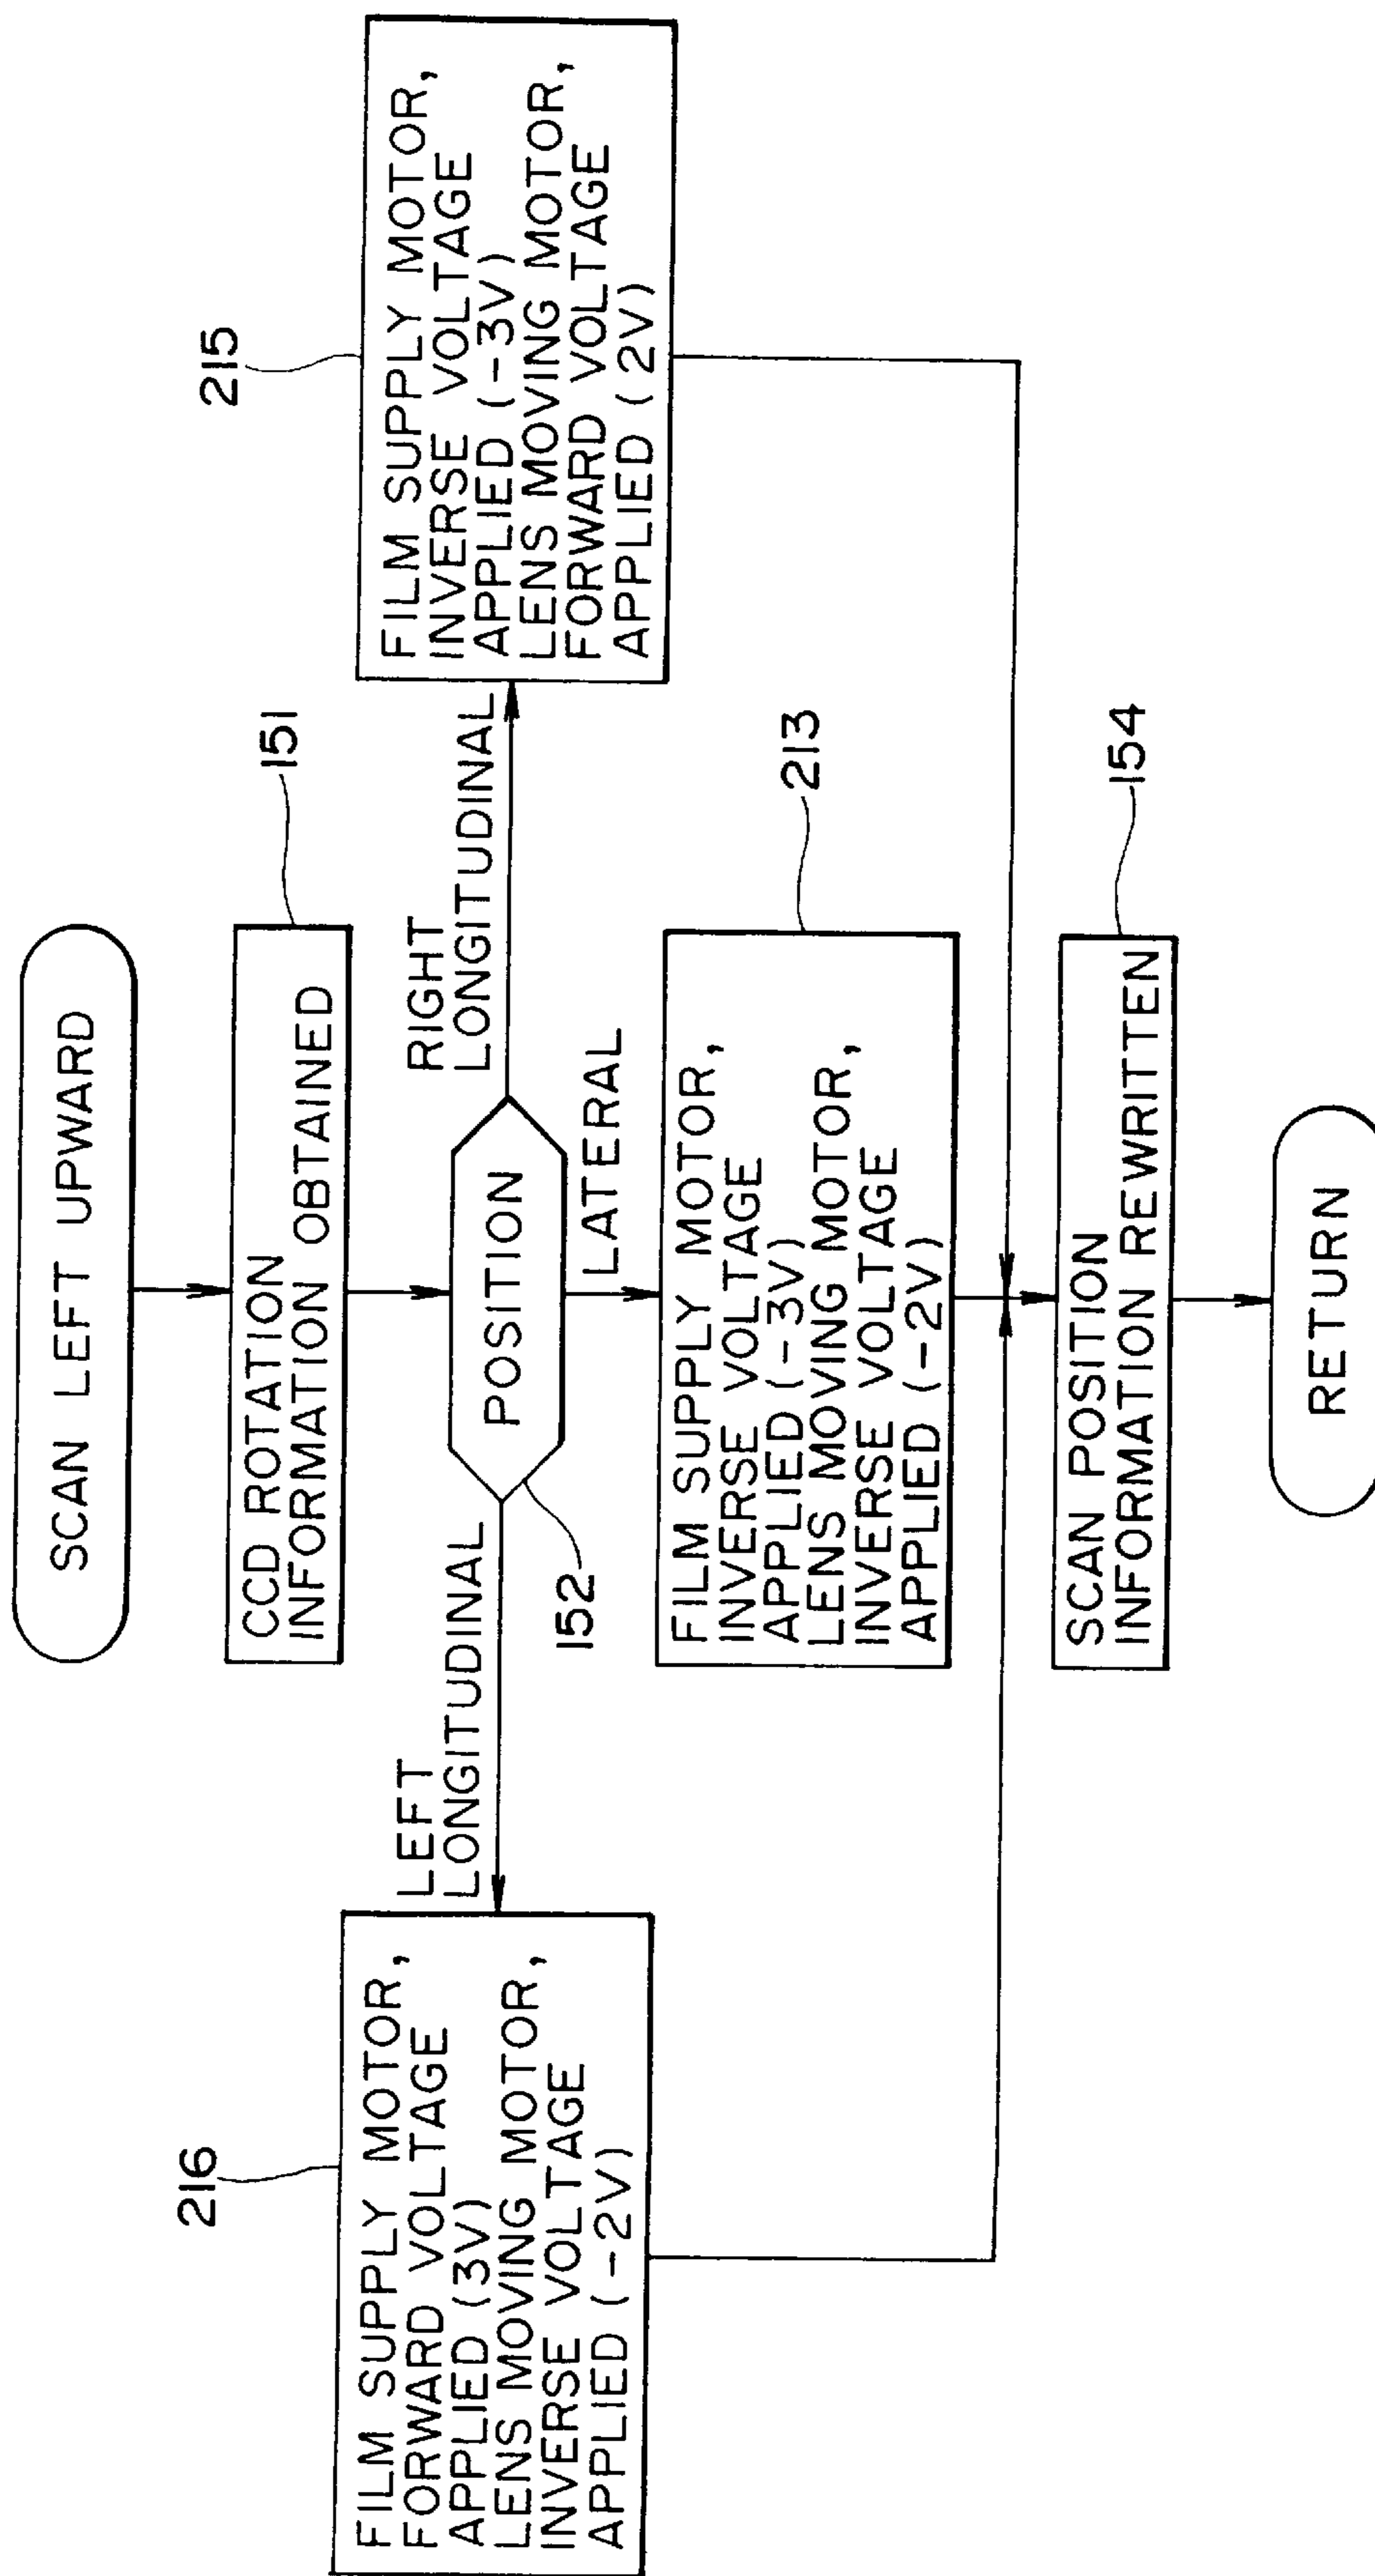 SCAN LEFT UPWARD
151
CCD ROTATION
INFORMATION OBTAINED
152
POSITION
LEFT
LONGITUDINAL
RIGHT
LONGITUDINAL
LATERAL
216
FILM SUPPLY MOTOR,
FORWARD VOLTAGE
APPLIED (3V)
LENS MOVING MOTOR,
INVERSE VOLTAGE
APPLIED (-2V)
213
FILM SUPPLY MOTOR,
INVERSE VOLTAGE
APPLIED (-3V)
LENS MOVING MOTOR,
INVERSE VOLTAGE
APPLIED (-2V)
215
FILM SUPPLY MOTOR,
INVERSE VOLTAGE
APPLIED (-3V)
LENS MOVING MOTOR,
FORWARD VOLTAGE
APPLIED (2V)
154
SCAN POSITION
INFORMATION REWRITTEN
RETURN